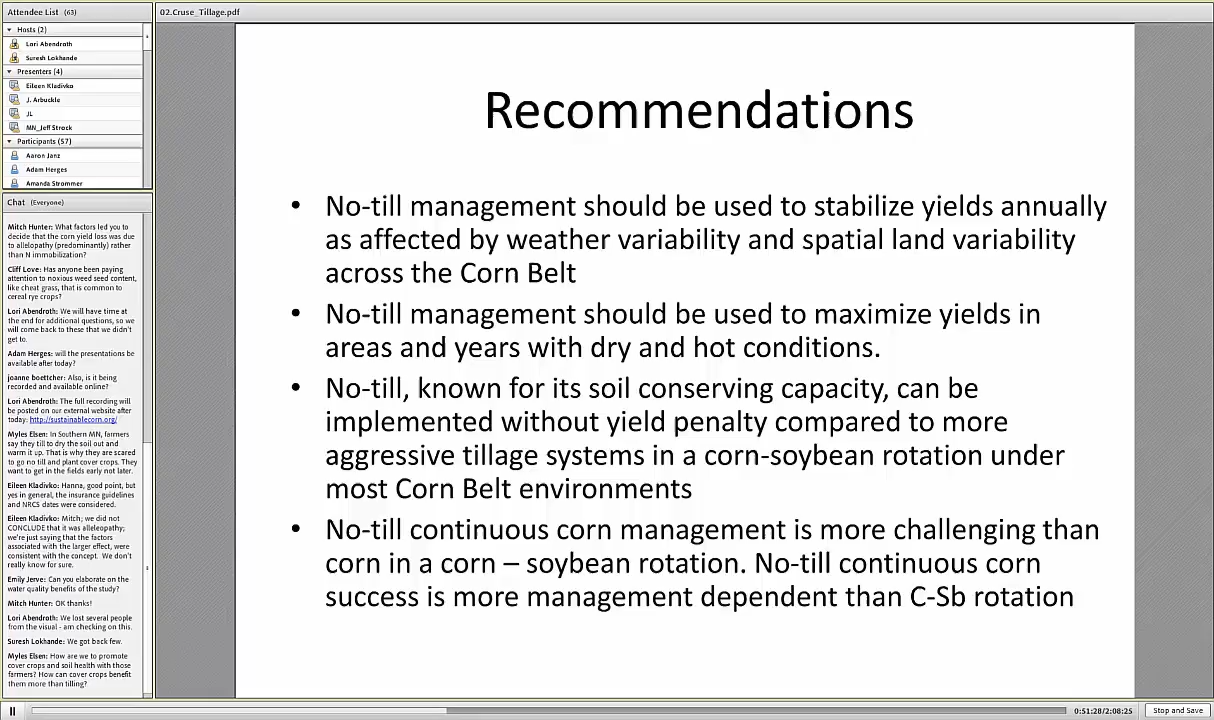 Attendee List (63)
Hosts (2)
Lori Abendroth
Suresh Lokhande
Presenters (4)
Eileen Kladivko
J. Arbuckle
JL
MN_Jeff Strock
Participants (57)
Aaron Janz
Adam Herges
Amanda Strommer
Chat (Everyone)
Mitch Hunter: What factors led you to
decide that the corn yield loss was due
to allelopathy (predominantly) rather
than N immobilization?
Cliff Love: Has anyone been paying
attention to noxious weed seed content,
like cheat grass, that is common to
cereal rye crops?
Lori Abendroth: We will have time at
the end for additional questions, so we
will come back to these that we didn't
get to.
Adam Herges: will the presentations be
available after today?
joanne boettcher: Also, is it being
recorded and available online?
Lori Abendroth: The full recording will
be posted on our external website after
today: http://sustainablecorn.org/
Myles Elsen: In Southern MN, farmers
say they till to dry the soil out and
warm it up. That is why they are scared
to go no till and plant cover crops. They
want to get in the fields early not later.
Eileen Kladivko: Hanna, good point, but
yes in general, the insurance guidelines
and NRCS dates were considered.
Eileen Kladivko: Mitch; we did not
CONCLUDE that it was alleleopathy;
we're just saying that the factors
associated with the larger effect, were
consistent with the concept. We don't
really know for sure.
Emily Jerve: Can you elaborate on the
water quality benefits of the study?
Mitch Hunter: OK thanks!
Lori Abendroth: We lost several people
from the visual - am checking on this.
Suresh Lokhande: We got back few.
Myles Elsen: How are we to promote
cover crops and soil health with those
farmers? How can cover crops benefit
them more than tilling?
02.Cruse_Tillage.pdf
Recommendations
• No-till management should be used to stabilize yields annually
as affected by weather variability and spatial land variability
across the Corn Belt
• No-till management should be used to maximize yields in
areas and years with dry and hot conditions.
• No-till, known for its soil conserving capacity, can be
implemented without yield penalty compared to more
aggressive tillage systems in a corn-soybean rotation under
most Corn Belt environments
• No-till continuous corn management is more challenging than
corn in a corn – soybean rotation. No-till continuous corn
success is more management dependent than C-Sb rotation
0:51:28/2:08:25
Stop and Save